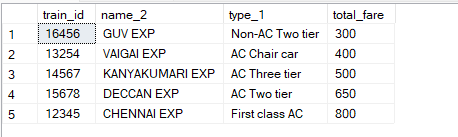 train_id name_2 type_1 total_fare
1 16456 GUV EXP Non-AC Two tier 300
2 13254 VAIGAI EXP AC Chair car 400
3 14567 KANYAKUMARI EXP AC Three tier 500
4 15678 DECCAN EXP AC Two tier 650
5 12345 CHENNAI EXP First class AC 800